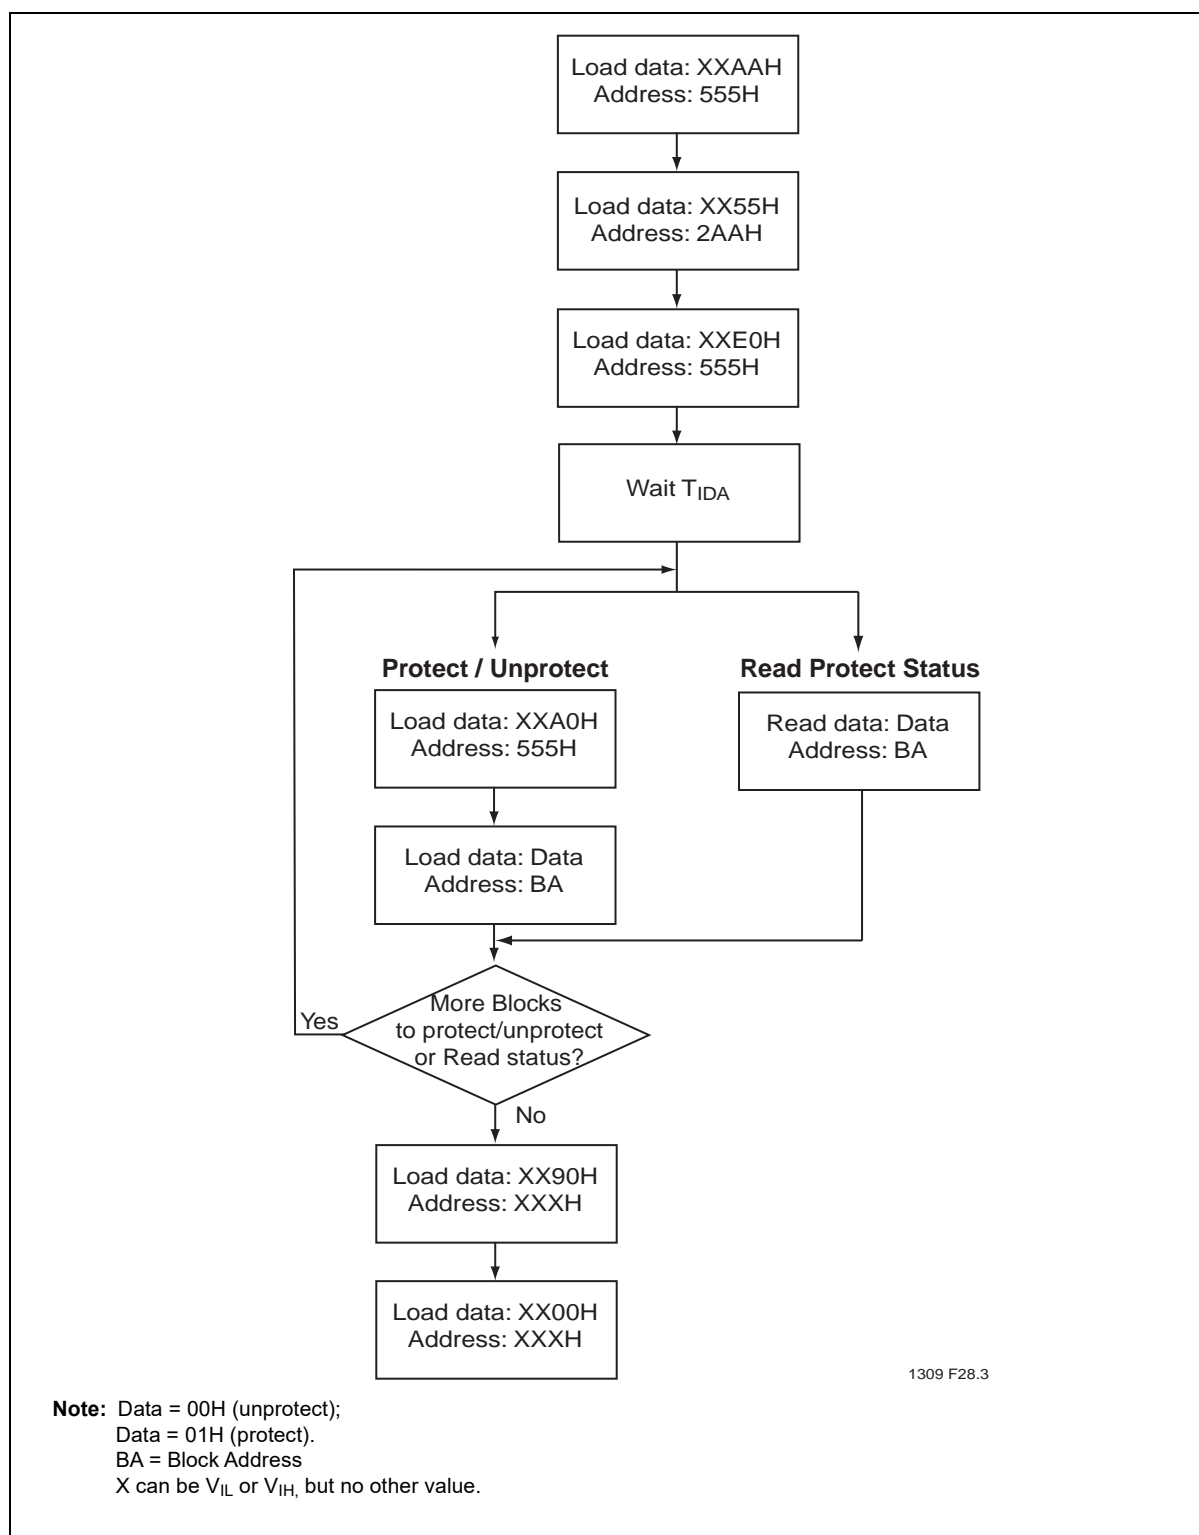 Load data: XXAAH
Address: 555H
Load data: XX55H
Address: 2AAH
Load data: XXE0H
Address: 555H
Wait TIDA
Protect / Unprotect
Read Protect Status
Load data: XXA0H
Address: 555H
Read data: Data
Address: BA
Load data: Data
Address: BA
More Blocks
to protect/unprotect
or Read status?
Yes
No
Load data: XX90H
Address: XXXH
Load data: XX00H
Address: XXXH
1309 F28.3
Note: Data = 00H (unprotect);
Data = 01H (protect).
BA = Block Address
X can be VIL or VIH, but no other value.